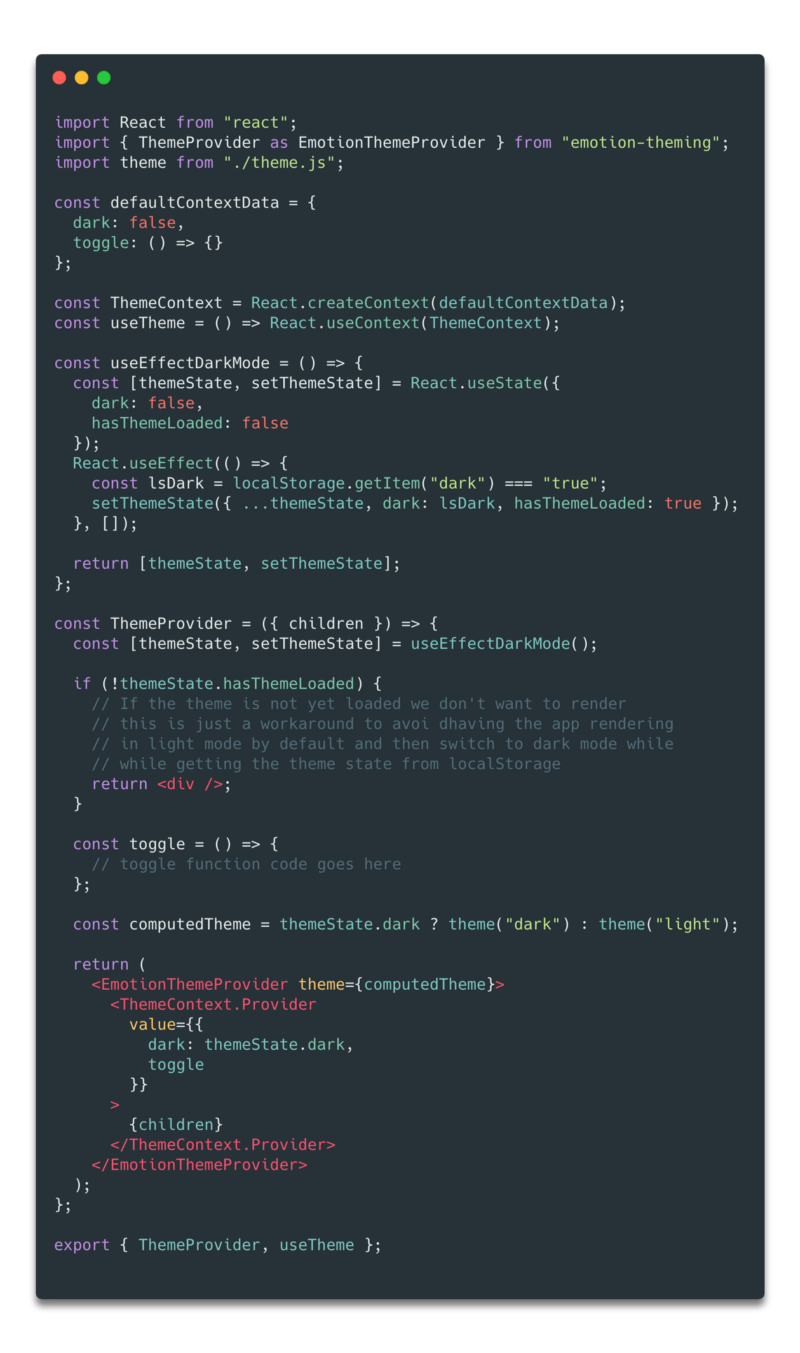 import React from "react";
import { ThemeProvider as EmotionThemeProvider } from "emotion-theming";
import theme from "./theme.js";

const defaultContextData = {
  dark: false,
  toggle: () => {}
};

const ThemeContext = React.createContext(defaultContextData);
const useTheme = () => React.useContext(ThemeContext);

const useEffectDarkMode = () => {
  const [themeState, setThemeState] = React.useState({
    dark: false,
    hasThemeLoaded: false
  });
  React.useEffect(() => {
    const lsDark = localStorage.getItem("dark") === "true";
    setThemeState({ ...themeState, dark: lsDark, hasThemeLoaded: true });
  }, []);

  return [themeState, setThemeState];
};

const ThemeProvider = ({ children }) => {
  const [themeState, setThemeState] = useEffectDarkMode();

  if (!themeState.hasThemeLoaded) {
    // If the theme is not yet loaded we don't want to render
    // this is just a workaround to avoi dhaving the app rendering
    // in light mode by default and then switch to dark mode while
    // while getting the theme state from localStorage
    return <div />;
  }

  const toggle = () => {
    // toggle function code goes here
  };

  const computedTheme = themeState.dark ? theme("dark") : theme("light");

  return (
    <EmotionThemeProvider theme={computedTheme}>
      <ThemeContext.Provider
        value={{
          dark: themeState.dark,
          toggle
        }}
      >
        {children}
      </ThemeContext.Provider>
    </EmotionThemeProvider>
  );
};

export { ThemeProvider, useTheme };